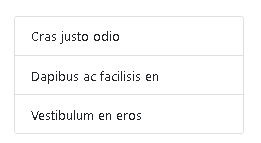 Cras justo odio
Dapibus ac facilisis en
Vestibulum en eros